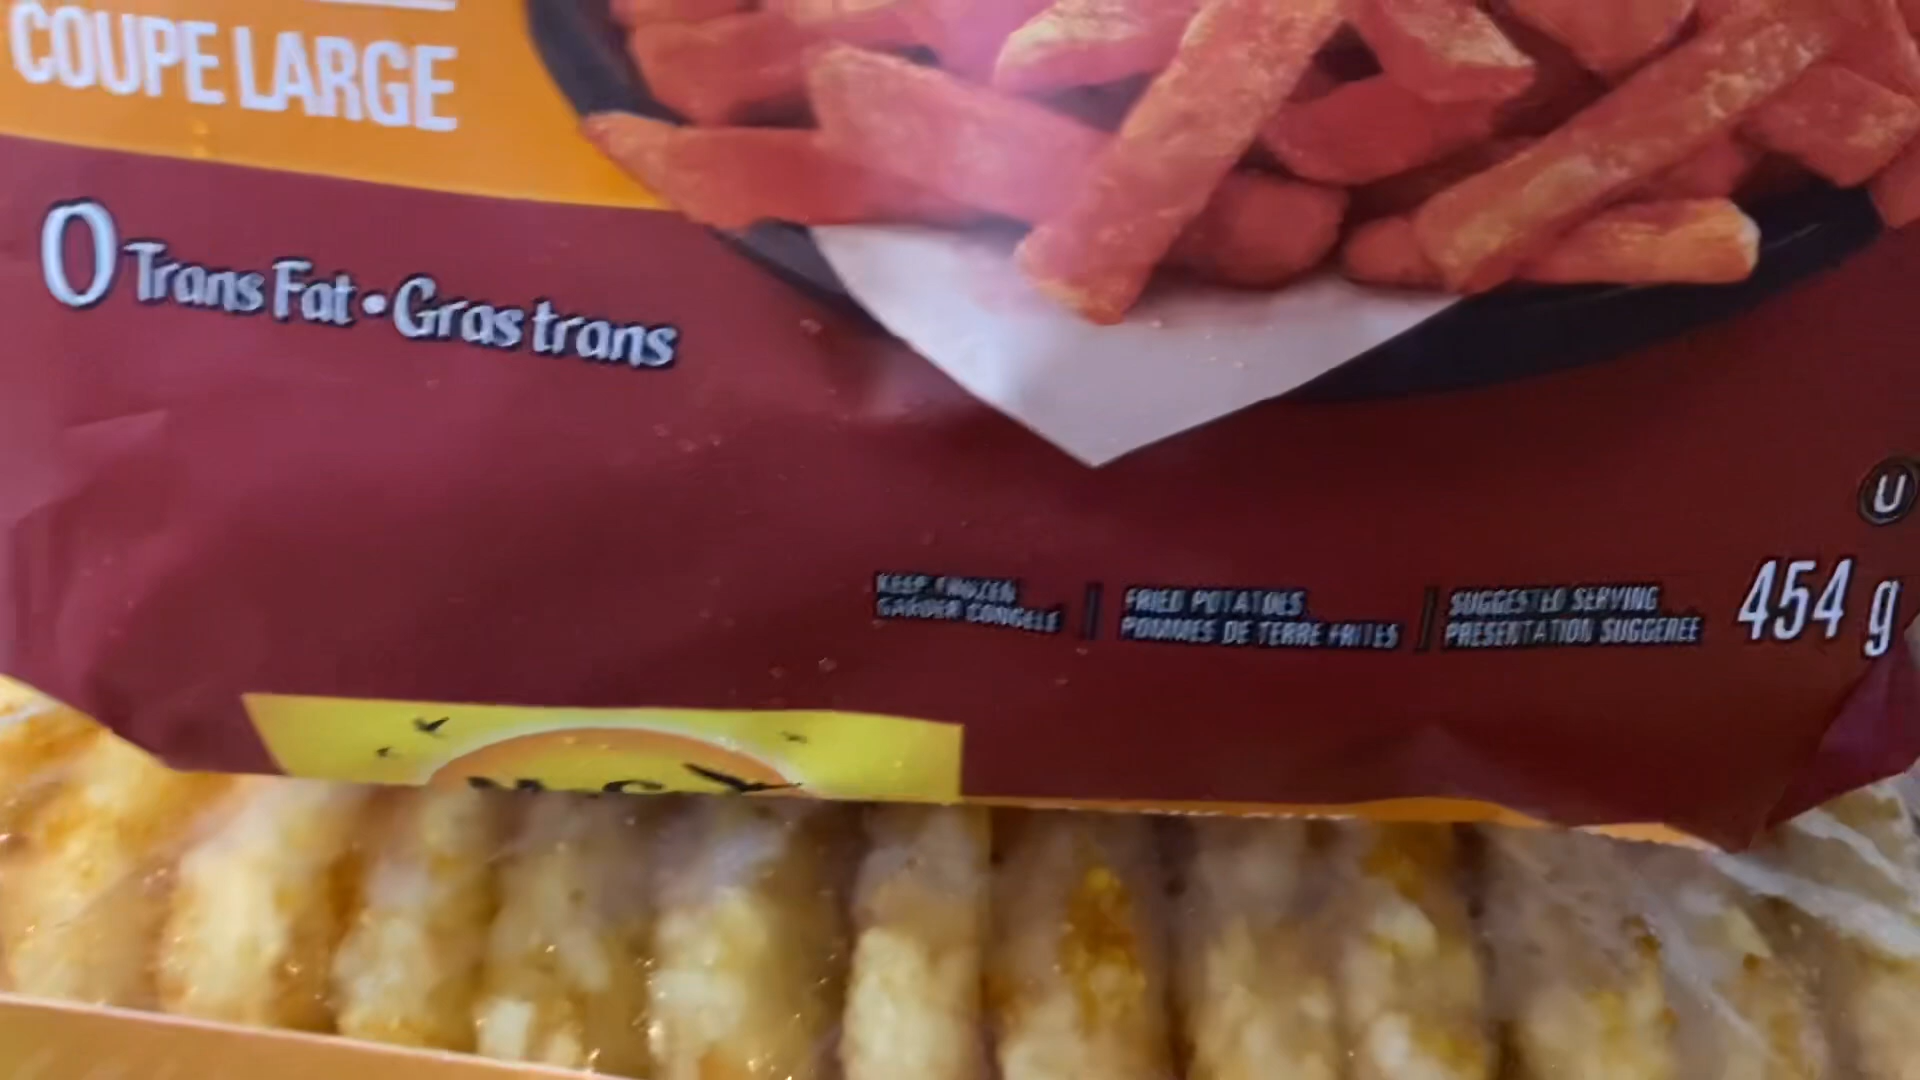 COUPE LARGE
0 Trans Fat • Gras trans
U
KEEP FROZEN
GARDER CONGELÉ
FRIED POTATOES
POMMES DE TERRE FRITES
SUGGESTED SERVING
PRÉSENTATION SUGGÉRÉE
454 g